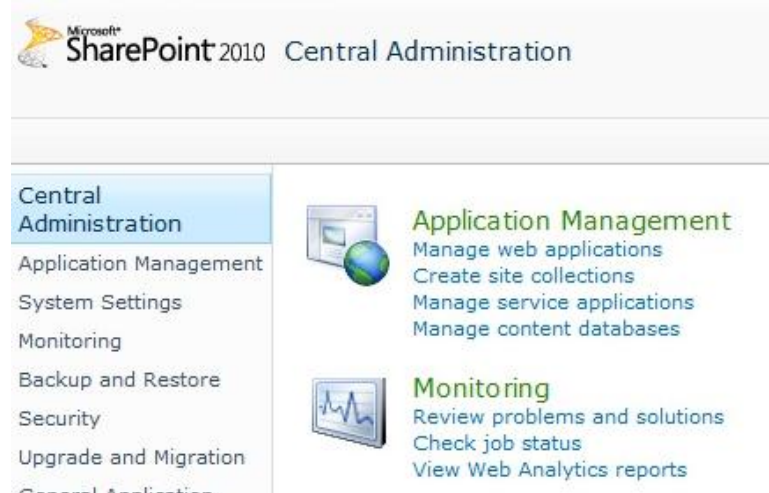 Microsoft®
SharePoint 2010 Central Administration
Central
Administration
Application Management
System Settings
Monitoring
Backup and Restore
Security
Upgrade and Migration
General Application
Application Management
Manage web applications
Create site collections
Manage service applications
Manage content databases
Monitoring
Review problems and solutions
Check job status
View Web Analytics reports